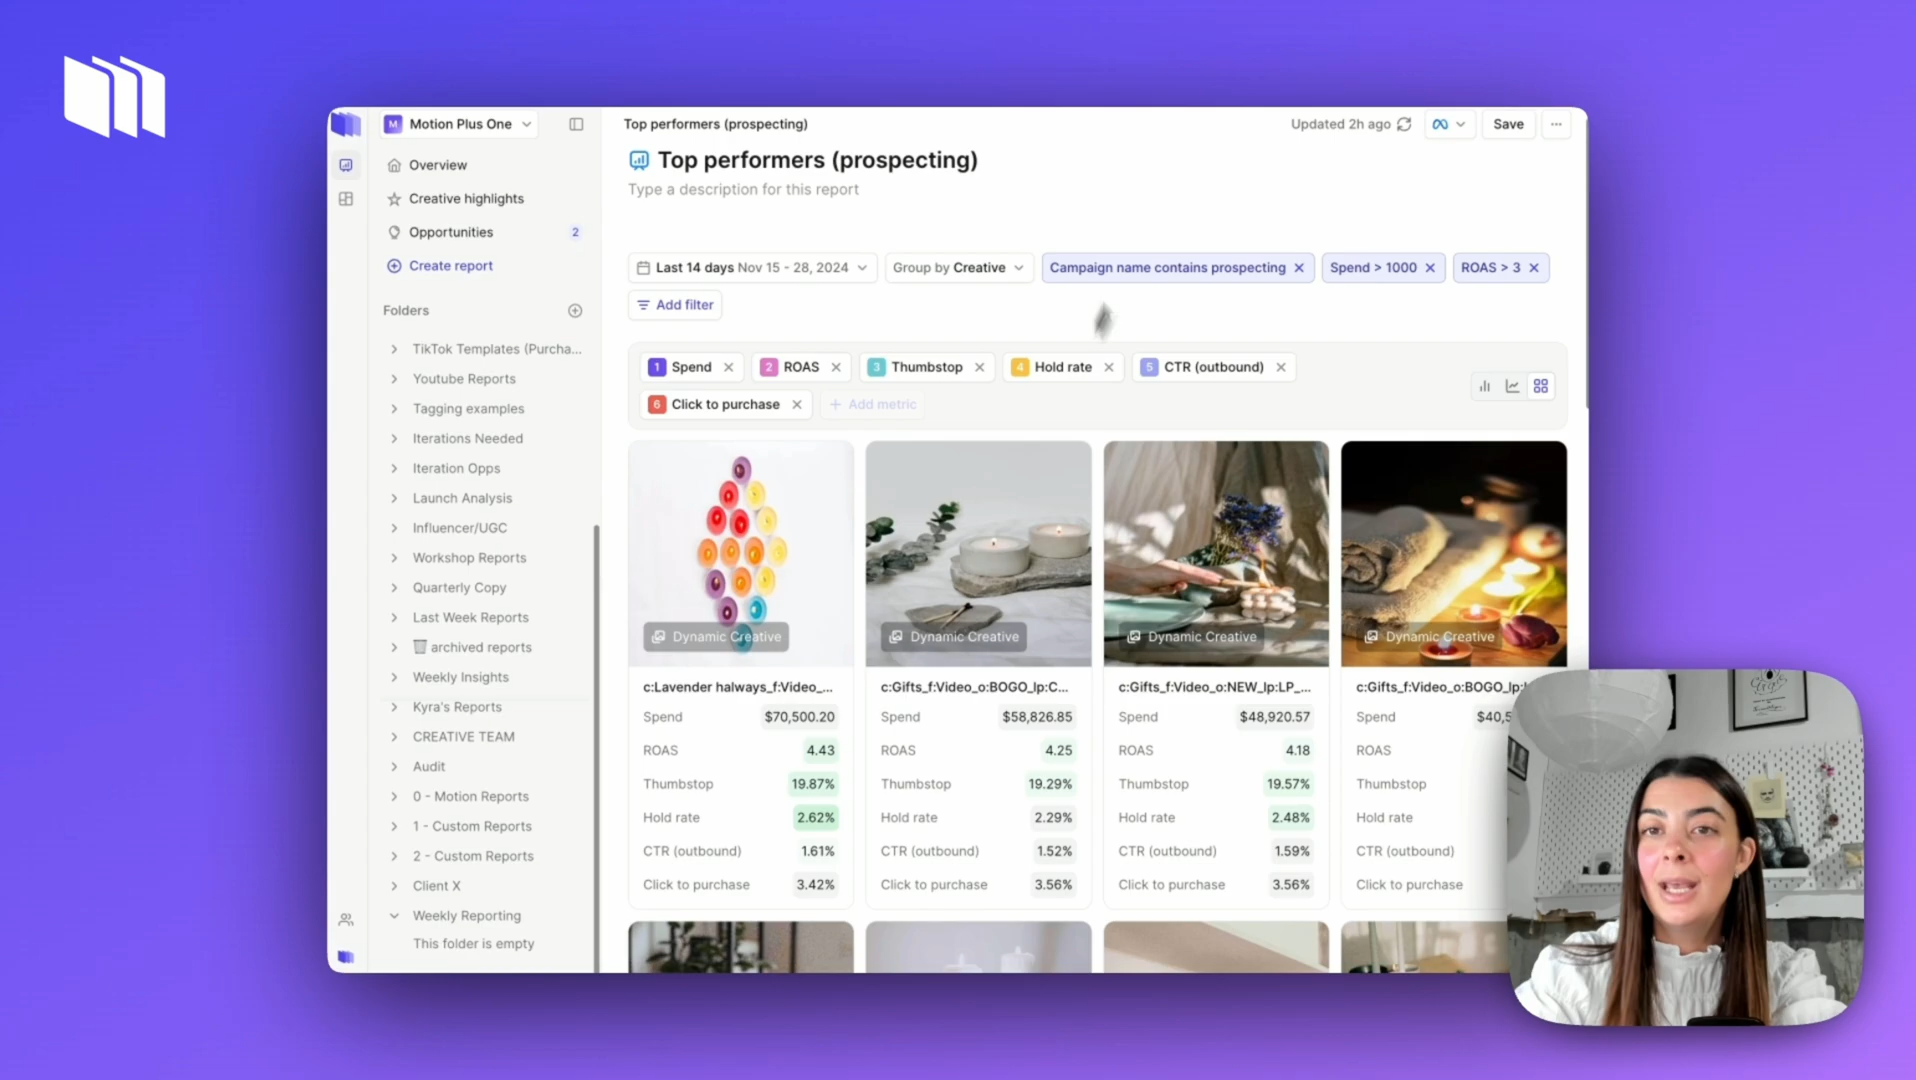 M Motion Plus One
Overview
Creative highlights
Opportunities 2
Create report
Folders
TikTok Templates (Purcha...
Youtube Reports
Tagging examples
Iterations Needed
Iteration Opps
Launch Analysis
Influencer/UGC
Workshop Reports
Quarterly Copy
Last Week Reports
archived reports
Weekly Insights
Kyra's Reports
CREATIVE TEAM
Audit
0 - Motion Reports
1 - Custom Reports
2 - Custom Reports
Client X
Weekly Reporting
This folder is empty
Top performers (prospecting)
Updated 2h ago
Save
Top performers (prospecting)
Type a description for this report
Last 14 days Nov 15 - 28, 2024
Group by Creative
Campaign name contains prospecting
Spend > 1000
ROAS > 3
Add filter
1 Spend
2 ROAS
3 Thumbstop
4 Hold rate
5 CTR (outbound)
6 Click to purchase
+ Add metric
Dynamic Creative
c:Lavender halways_f:Video_...
Spend $70,500.20
ROAS 4.43
Thumbstop 19.87%
Hold rate 2.62%
CTR (outbound) 1.61%
Click to purchase 3.42%
Dynamic Creative
c:Gifts_f:Video_o:BOGO_lp:C...
Spend $58,826.85
ROAS 4.25
Thumbstop 19.29%
Hold rate 2.29%
CTR (outbound) 1.52%
Click to purchase 3.56%
Dynamic Creative
c:Gifts_f:Video_o:NEW_lp:LP_...
Spend $48,920.57
ROAS 4.18
Thumbstop 19.57%
Hold rate 2.48%
CTR (outbound) 1.59%
Click to purchase 3.56%
Dynamic Creative
c:Gifts_f:Video_o:BOGO_lp:
Spend $40,5
ROAS
Thumbstop
Hold rate
CTR (outbound)
Click to purchase